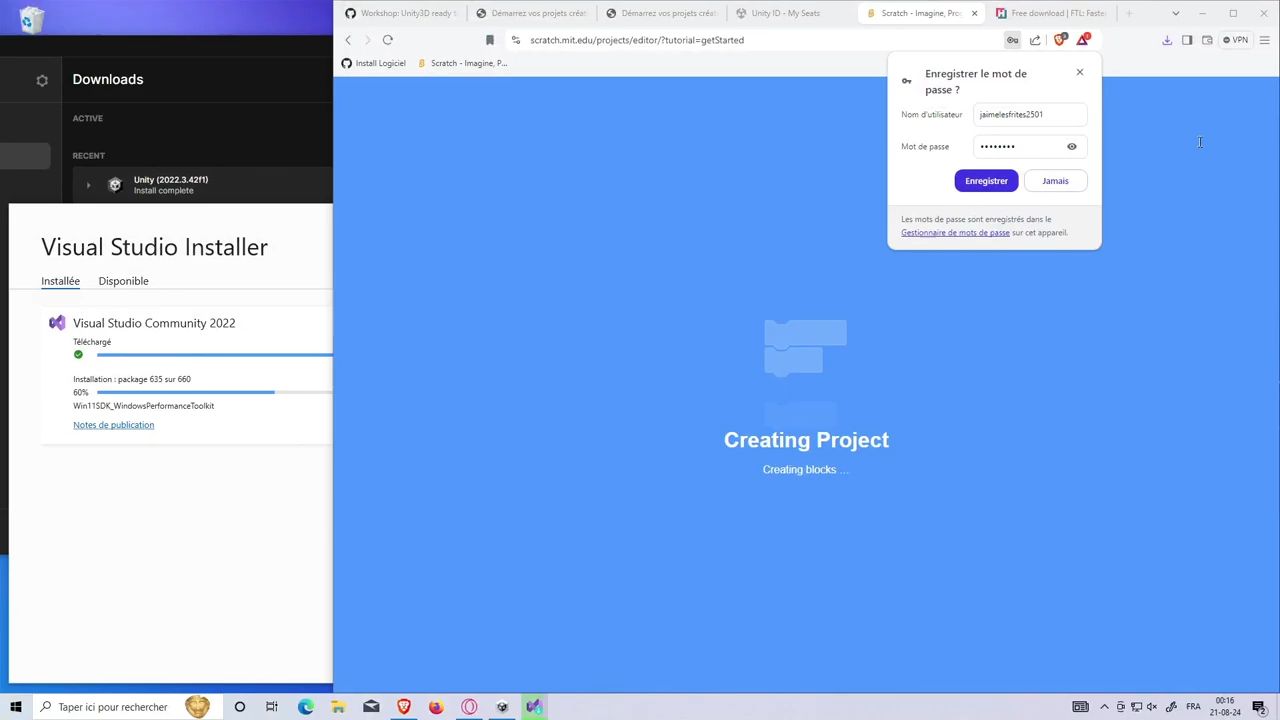 Workshop: Unity3D ready t
Démarrez vos projets créat
Démarrez vos projets créat
Unity ID - My Seats
Scratch - Imagine, Pro
Free download | FTL: Faster
scratch.mit.edu/projects/editor/?tutorial=getStarted
VPN
Install Logiciel
Scratch - Imagine, P...
Downloads
ACTIVE
RECENT
Unity (2022.3.42f1)
Install complete
Visual Studio Installer
Installée
Disponible
Visual Studio Community 2022
Téléchargé
Installation : package 635 sur 660
60%
Win11SDK_WindowsPerformanceToolkit
Notes de publication
Enregistrer le mot de
passe ?
Nom d'utilisateur
jaimelesfrites2501
Mot de passe
••••••••
Enregistrer
Jamais
Les mots de passe sont enregistrés dans le
Gestionnaire de mots de passe sur cet appareil.
Creating Project
Creating blocks …
Taper ici pour rechercher
FRA
00:16
21-08-24